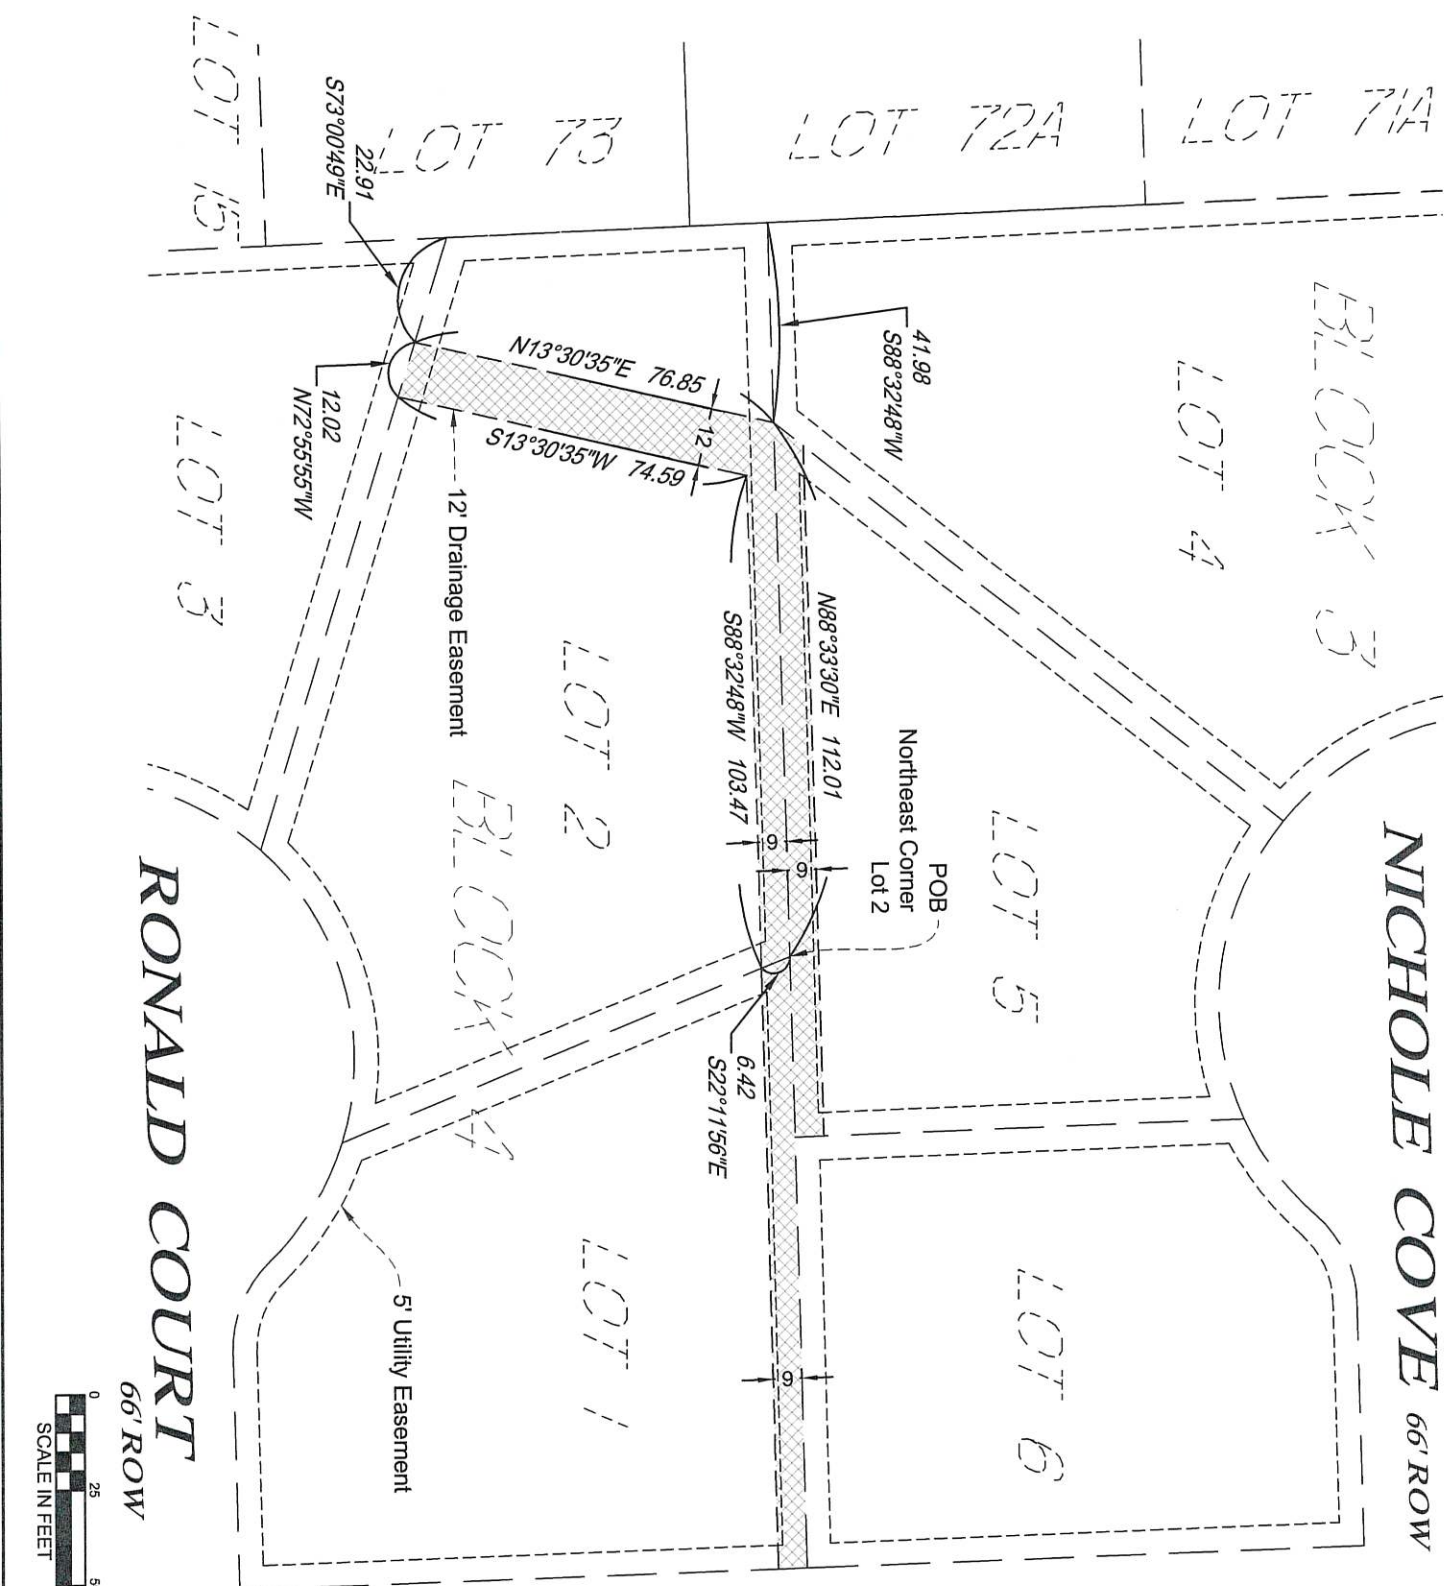 LOT 71A
LOT 72A
LOT 73
LOT 15
BLOCK 3
LOT 4
NICHOLE COVE 66' ROW
LOT 5
LOT 6
41.98
S88°32'48"W
22.91
S73°00'49"E
N13°30'35"E 76.85
12
S13°30'35"W 74.59
12.02
N72°55'55"W
N88°33'30"E 112.01
S88°32'48"W 103.47
POB
Northeast Corner
Lot 2
6
6
6
6.42
S22°11'56"E
12' Drainage Easement
LOT 2
BLOCK 4
LOT 3
LOT 1
5' Utility Easement
RONALD COURT
66' ROW
0 25 5
SCALE IN FEET